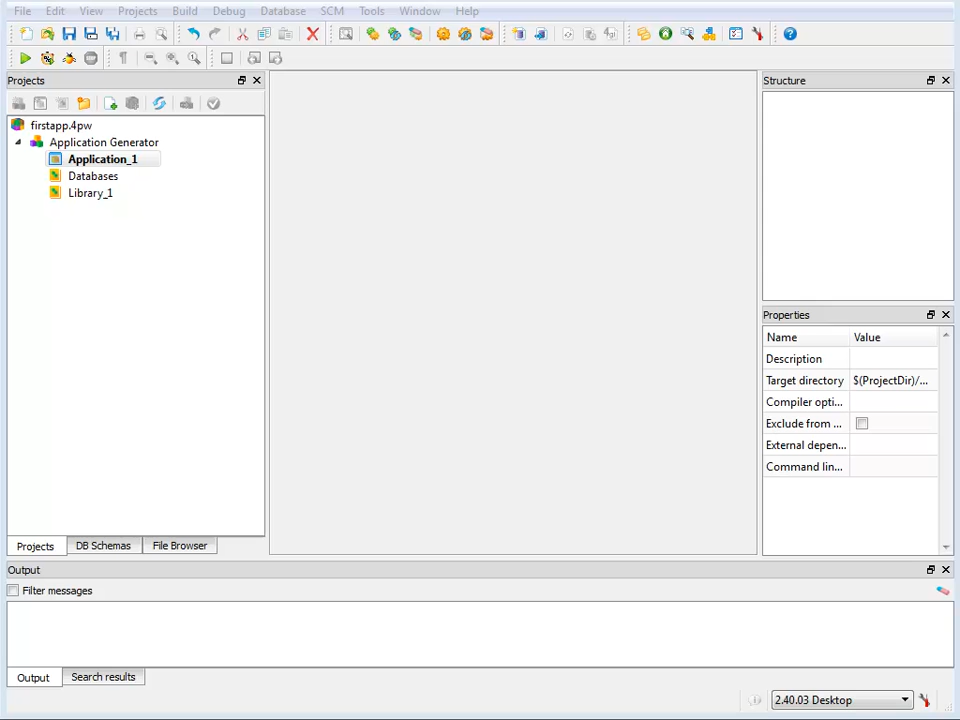 File Edit View Projects Build Debug Database SCM Tools Window Help
Projects
firstapp.4pw
Application Generator
Application_1
Databases
Library_1
Projects DB Schemas File Browser
Structure
Properties
Name Value
Description
Target directory $(ProjectDir)/...
Compiler opti...
Exclude from ...
External depen...
Command lin...
Output
Filter messages
Output Search results
2.40.03 Desktop